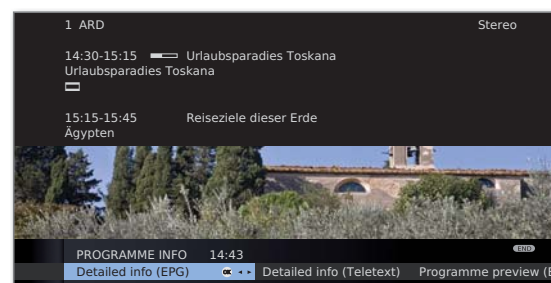 1 ARD Stereo
14:30-15:15 Urlaubsparadies Toskana
Urlaubsparadies Toskana
15:15-15:45 Reiseziele dieser Erde
Ägypten
END
PROGRAMME INFO 14:43
Detailed info (EPG) OK Detailed info (Teletext) Programme preview (E